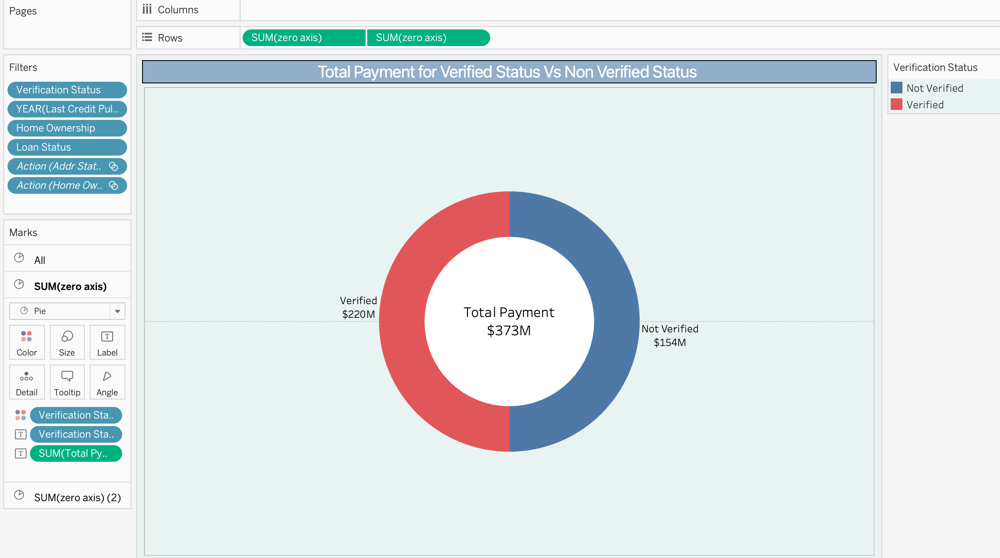 Pages
Columns
Rows
SUM(zero axis)
SUM(zero axis)
Filters
Verification Status
YEAR(Last Credit Pul..
Home Ownership
Loan Status
Action (Addr Stat..
Action (Home Ow..
Marks
All
SUM(zero axis)
Pie
Color
Size
T
Label
Detail
Tooltip
Angle
Verification Sta..
T
Verification Sta..
T
SUM(Total Py..
SUM(zero axis) (2)
Total Payment for Verified Status Vs Non Verified Status
Verified
$220M
Total Payment
$373M
Not Verified
$154M
Verification Status
Not Verified
Verified